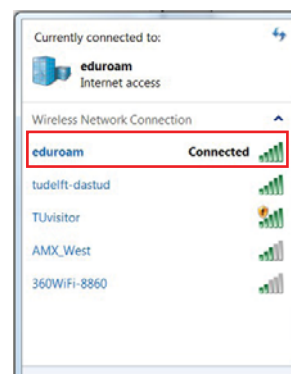 Currently connected to:
eduroam
Internet access
Wireless Network Connection
eduroam Connected
tudelft-dastud
TUvisitor
AMX_West
360WiFi-8860